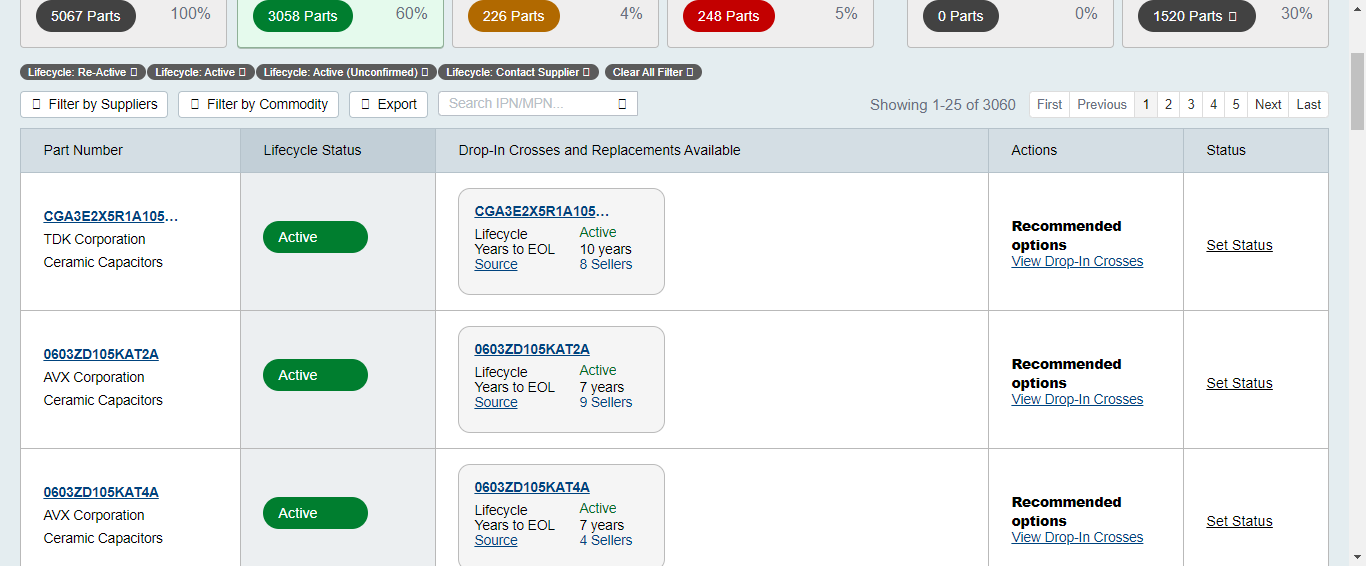 5067 Parts 100%
3058 Parts 60%
226 Parts 4%
248 Parts 5%
0 Parts 0%
1520 Parts 30%
Lifecycle: Re-Active
Lifecycle: Active
Lifecycle: Active (Unconfirmed)
Lifecycle: Contact Supplier
Clear All Filter
Filter by Suppliers
Filter by Commodity
Export
Search IPN/MPN...
Showing 1-25 of 3060
First Previous 1 2 3 4 5 Next Last
Part Number
Lifecycle Status
Drop-In Crosses and Replacements Available
Actions
Status
CGA3E2X5R1A105...
TDK Corporation
Ceramic Capacitors
Active
CGA3E2X5R1A105...
Lifecycle Active
Years to EOL 10 years
Source 8 Sellers
Recommended
options
View Drop-In Crosses
Set Status
0603ZD105KAT2A
AVX Corporation
Ceramic Capacitors
Active
0603ZD105KAT2A
Lifecycle Active
Years to EOL 7 years
Source 9 Sellers
Recommended
options
View Drop-In Crosses
Set Status
0603ZD105KAT4A
AVX Corporation
Ceramic Capacitors
Active
0603ZD105KAT4A
Lifecycle Active
Years to EOL 7 years
Source 4 Sellers
Recommended
options
View Drop-In Crosses
Set Status